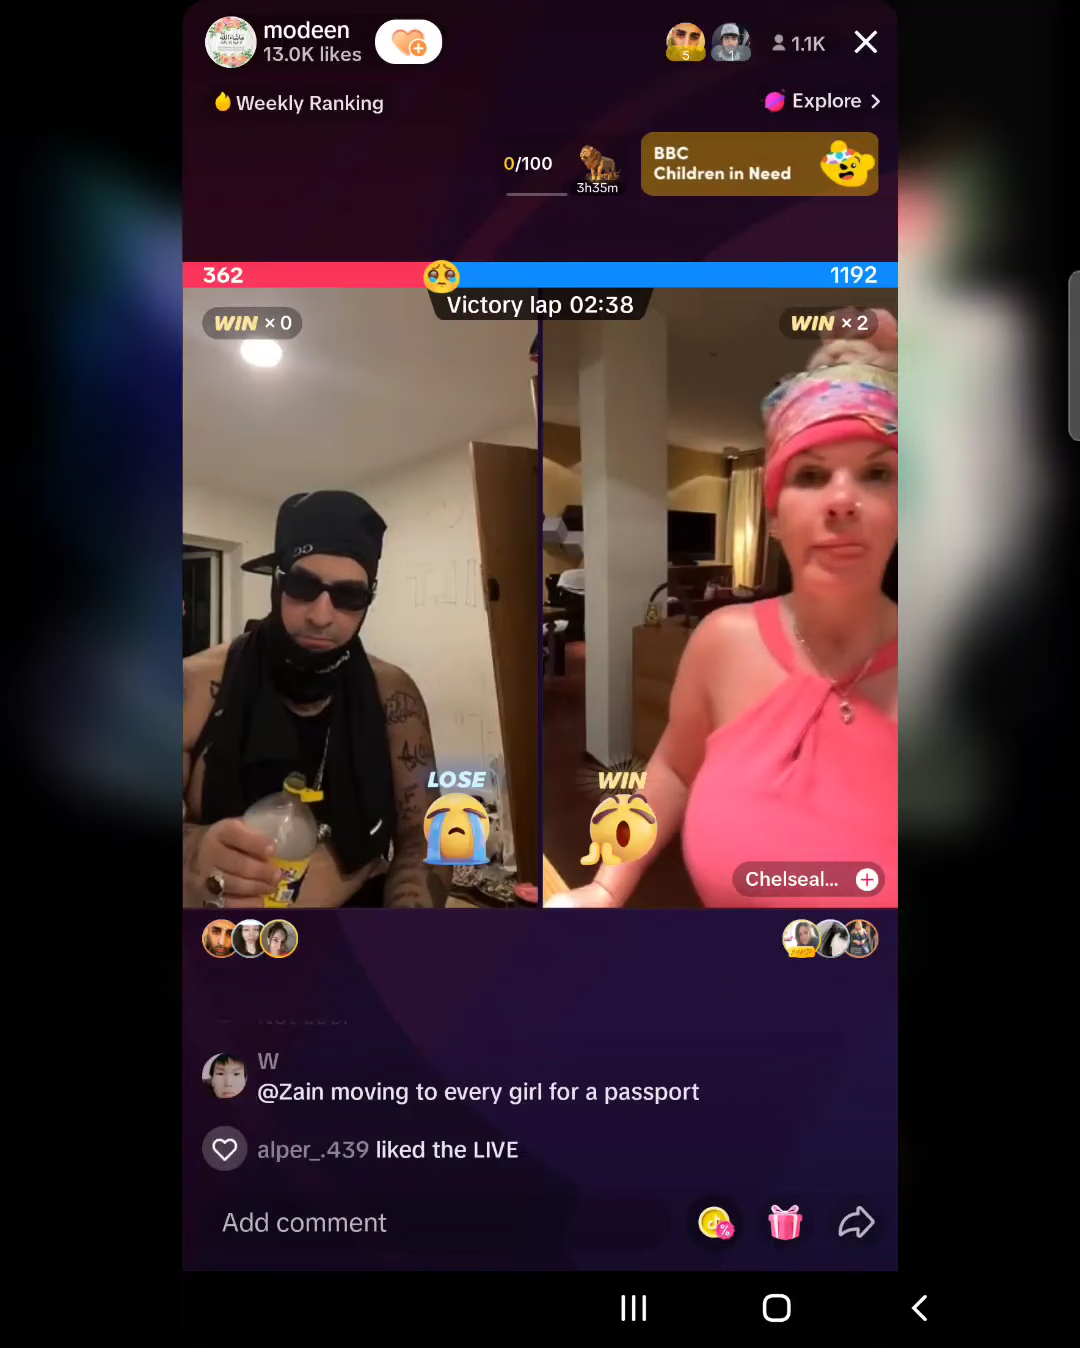 modeen
13.0K likes
5
1
1.1K
Weekly Ranking
Explore
0/100
3h35m
BBC
Children in Need
362
1192
Victory lap 02:38
WIN × 0
WIN × 2
LOSE
WIN
Chelseal...
W
@Zain moving to every girl for a passport
alper_.439 liked the LIVE
Add comment